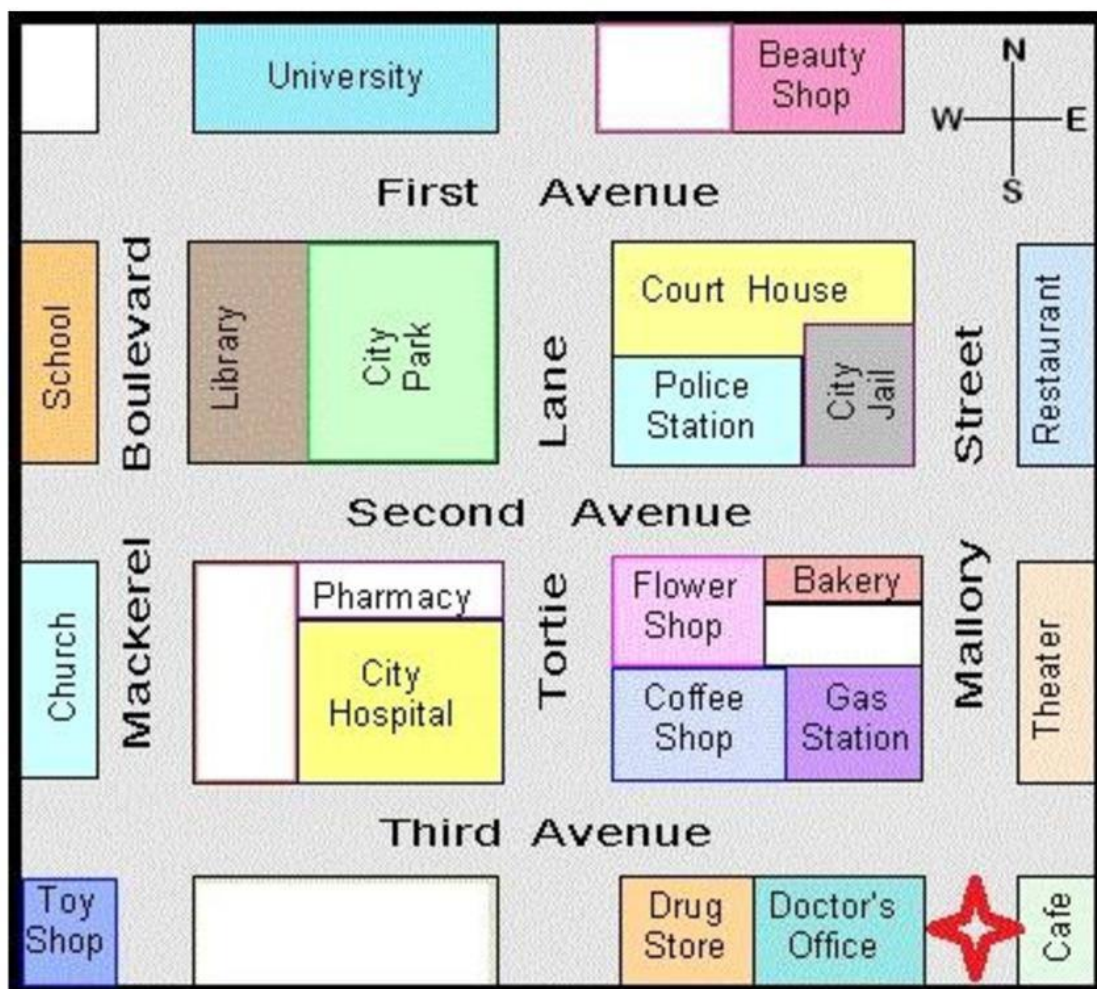 University
Beauty
Shop
N
W
E
S
First Avenue
School
Boulevard
Library
City
Park
Lane
Court House
Police
Station
City
Jail
Street
Restaurant
Second Avenue
Church
Mackerel
Pharmacy
City
Hospital
Tortie
Flower
Shop
Bakery
Coffee
Shop
Gas
Station
Mallory
Theater
Third Avenue
Toy
Shop
Drug
Store
Doctor's
Office
Cafe